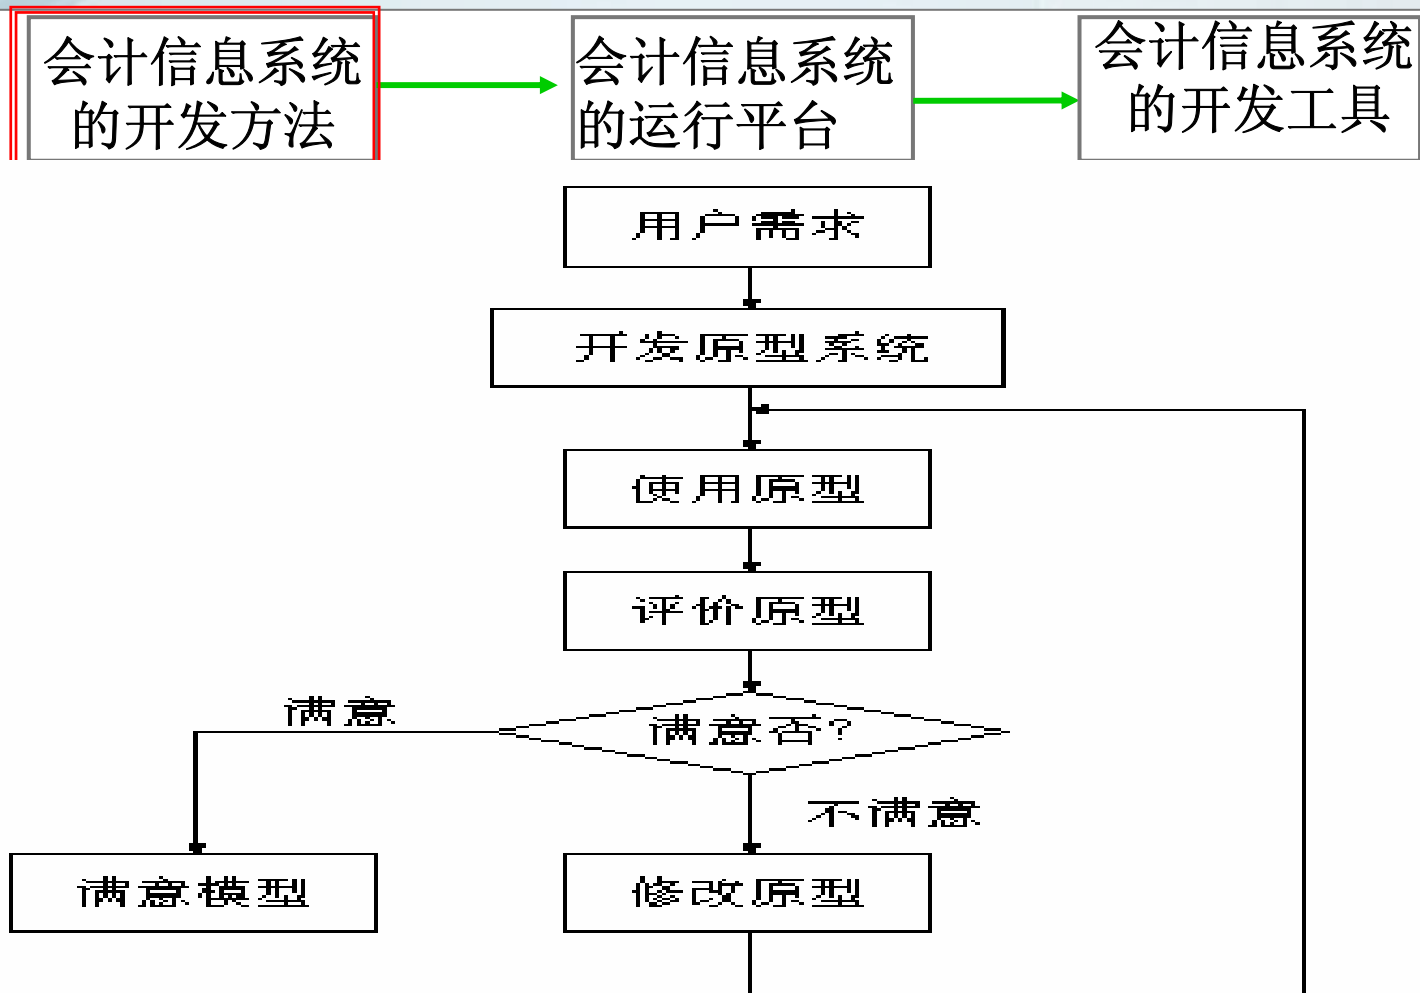 会计信息系统
的开发方法
会计信息系统
的运行平台
会计信息系统
的开发工具
用户需求
开发原型系统
使用原型
评价原型
满意
满意否?
不满意
满意模型
修改原型